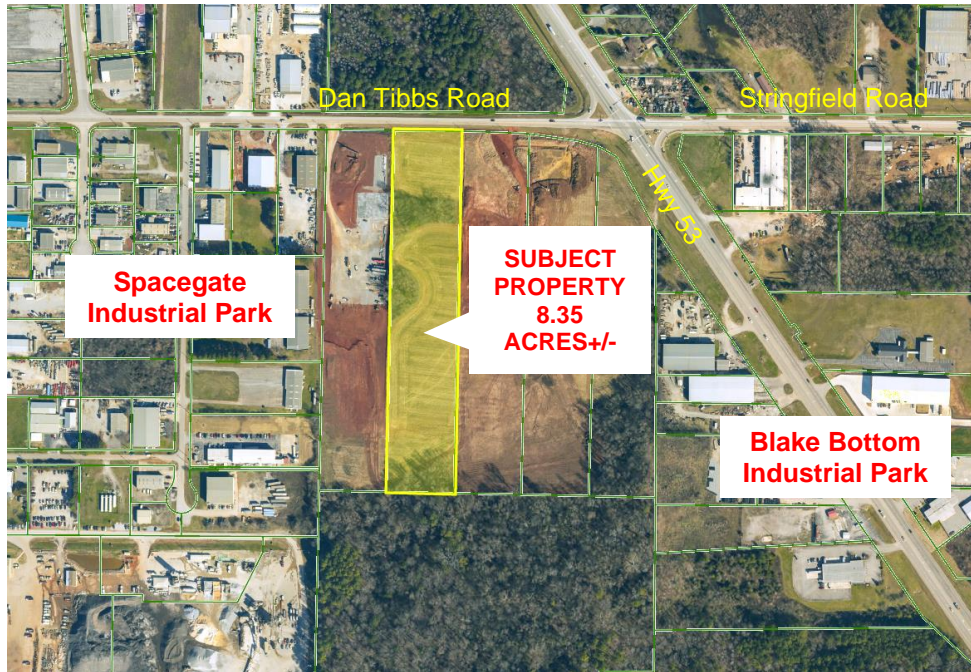 Dan Tibbs Road
Stringfield Road
Hwy 53
Spacegate
Industrial Park
SUBJECT
PROPERTY
8.35
ACRES+/-
Blake Bottom
Industrial Park